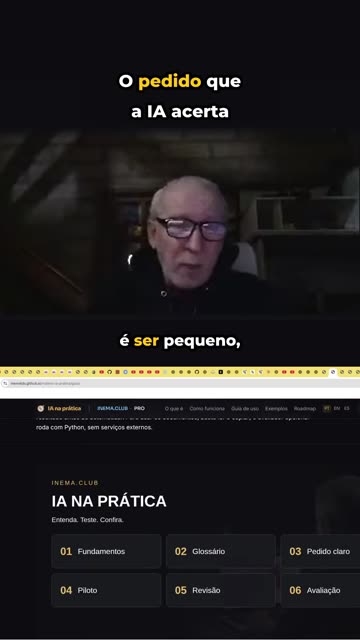 O pedido que
a IA acerta
é ser pequeno,
IA na prática
INEMA.CLUB · PRO
O que é
Como funciona
Guia de uso
Exemplos
Roadmap
PT
EN
ES
roda com Python, sem serviços externos.
INEMA.CLUB
IA NA PRÁTICA
Entenda. Teste. Confira.
01 Fundamentos
02 Glossário
03 Pedido claro
04 Piloto
05 Revisão
06 Avaliação